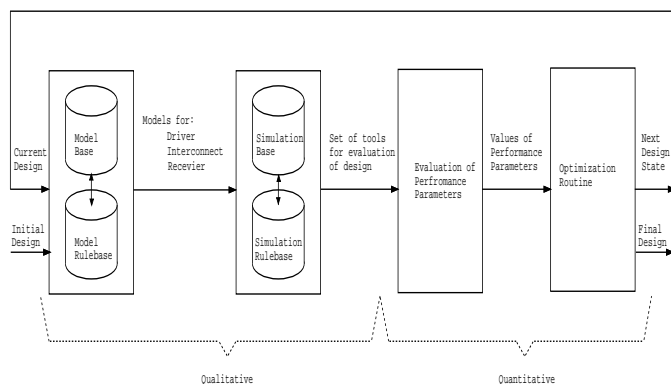 Current
Design
Initial
Design
Model
Base
Model
Rulebase
Models for:
Driver
Interconnect
Recevier
Simulation
Base
Simulation
Rulebase
Set of tools
for evaluation
of design
Evaluation of
Perfromance
Parameters
Values of
Performance
Parameters
Optimization
Routine
Next
Design
State
Final
Design
Qualitative
Quantitative